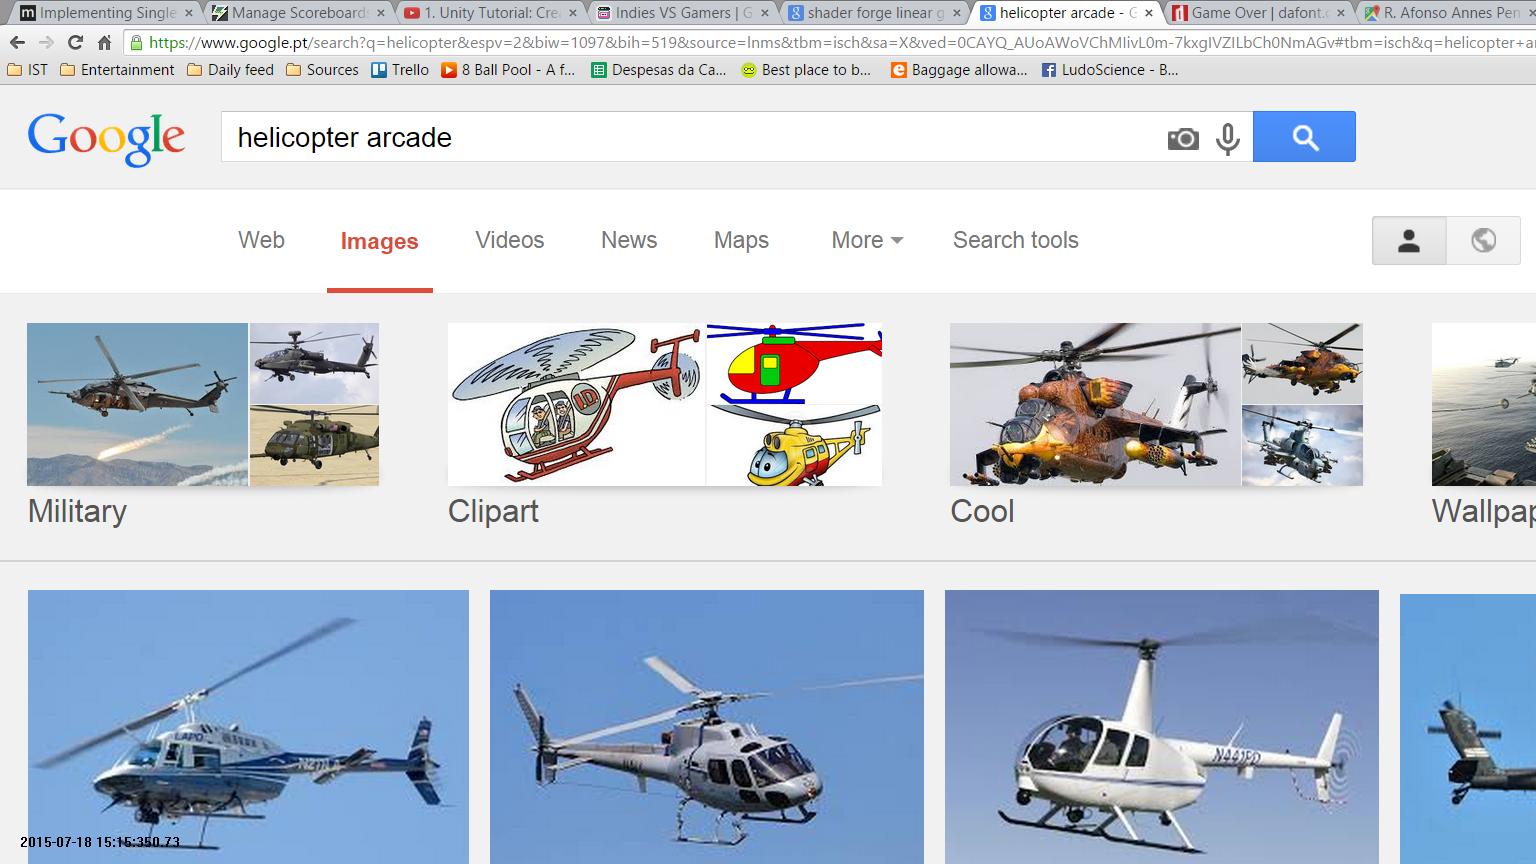 Implementing Single
Manage Scoreboard
1. Unity Tutorial: Cre
Indies VS Gamers | G
shader forge linear g
helicopter arcade - G
Game Over | dafont.c
R. Afonso Annes Pen
https://www.google.pt/search?q=helicopter&espv=2&biw=1097&bih=519&source=lnms&tbm=isch&sa=X&ved=0CAYQ_AUoAWoVChMIivL0m-7kxgIVZILbCh0NmAGv#tbm=isch&q=helicopter+a
IST
Entertainment
Daily feed
Sources
Trello
8 Ball Pool - A f...
Despesas da Ca...
Best place to b...
Baggage allowa...
LudoScience - B...
Google
helicopter arcade
Web
Images
Videos
News
Maps
More
Search tools
Military
Clipart
Cool
Wallpap
LAPD
2015-07-18 15:15:350.73